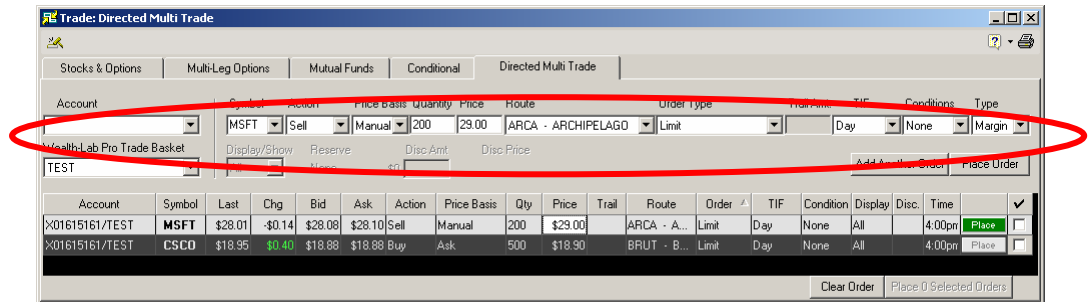 Trade: Directed Multi Trade
Stocks & Options Multi-Leg Options Mutual Funds Conditional Directed Multi Trade
Account Symbol Action Price Basis Quantity Price Route Order Type Trail Amt. TIF Conditions Type
MSFT Sell Manual 200 29.00 ARCA - ARCHIPELAGO Limit Day None Margin
Wealth-Lab Pro Trade Basket Display/Show Reserve Disc Amt Disc Price
TEST All None $0 Add Another Order Place Order
Account Symbol Last Chg Bid Ask Action Price Basis Qty Price Trail Route Order TIF Condition Display Disc. Time
X01615161/TEST MSFT $28.01 -$0.14 $28.08 $28.10 Sell Manual 200 $29.00 ARCA - A... Limit Day None All 4:00pm Place
X01615161/TEST CSCO $18.95 $0.40 $18.88 $18.88 Buy Ask 500 $18.90 BRUT - B... Limit Day None All 4:00pm Place
Clear Order Place 0 Selected Orders